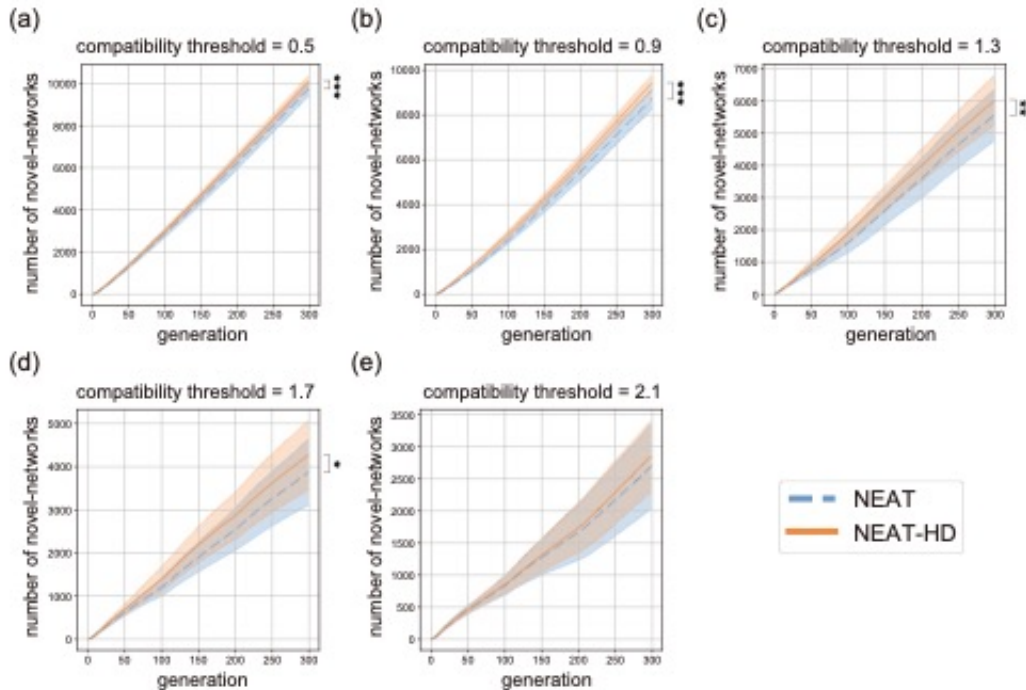 (a)
compatibility threshold = 0.5
number of novel-networks
10000
8000
6000
4000
2000
0
0 50 100 150 200 250 300
generation
***
(b)
compatibility threshold = 0.9
number of novel-networks
10000
8000
6000
4000
2000
0
0 50 100 150 200 250 300
generation
***
(c)
compatibility threshold = 1.3
number of novel-networks
7000
6000
5000
4000
3000
2000
1000
0
0 50 100 150 200 250 300
generation
**
(d)
compatibility threshold = 1.7
number of novel-networks
5000
4000
3000
2000
1000
0
0 50 100 150 200 250 300
generation
*
(e)
compatibility threshold = 2.1
number of novel-networks
3500
3000
2500
2000
1500
1000
500
0
0 50 100 150 200 250 300
generation
NEAT
NEAT-HD